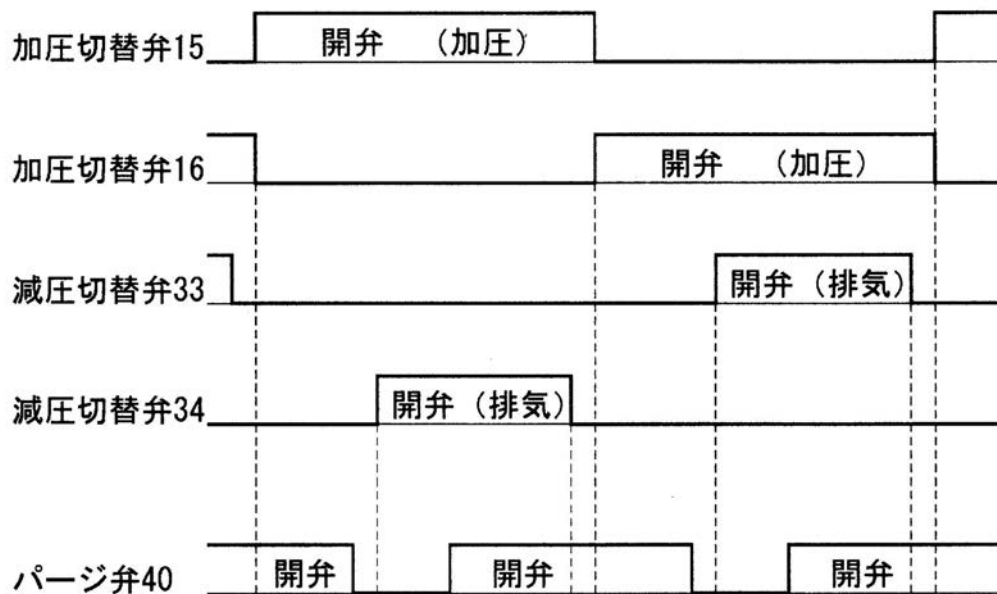 加圧切替弁15
開弁 （加圧）
加圧切替弁16
開弁 （加圧）
減圧切替弁33
開弁（排気）
減圧切替弁34
開弁（排気）
パージ弁40
開弁
開弁
開弁